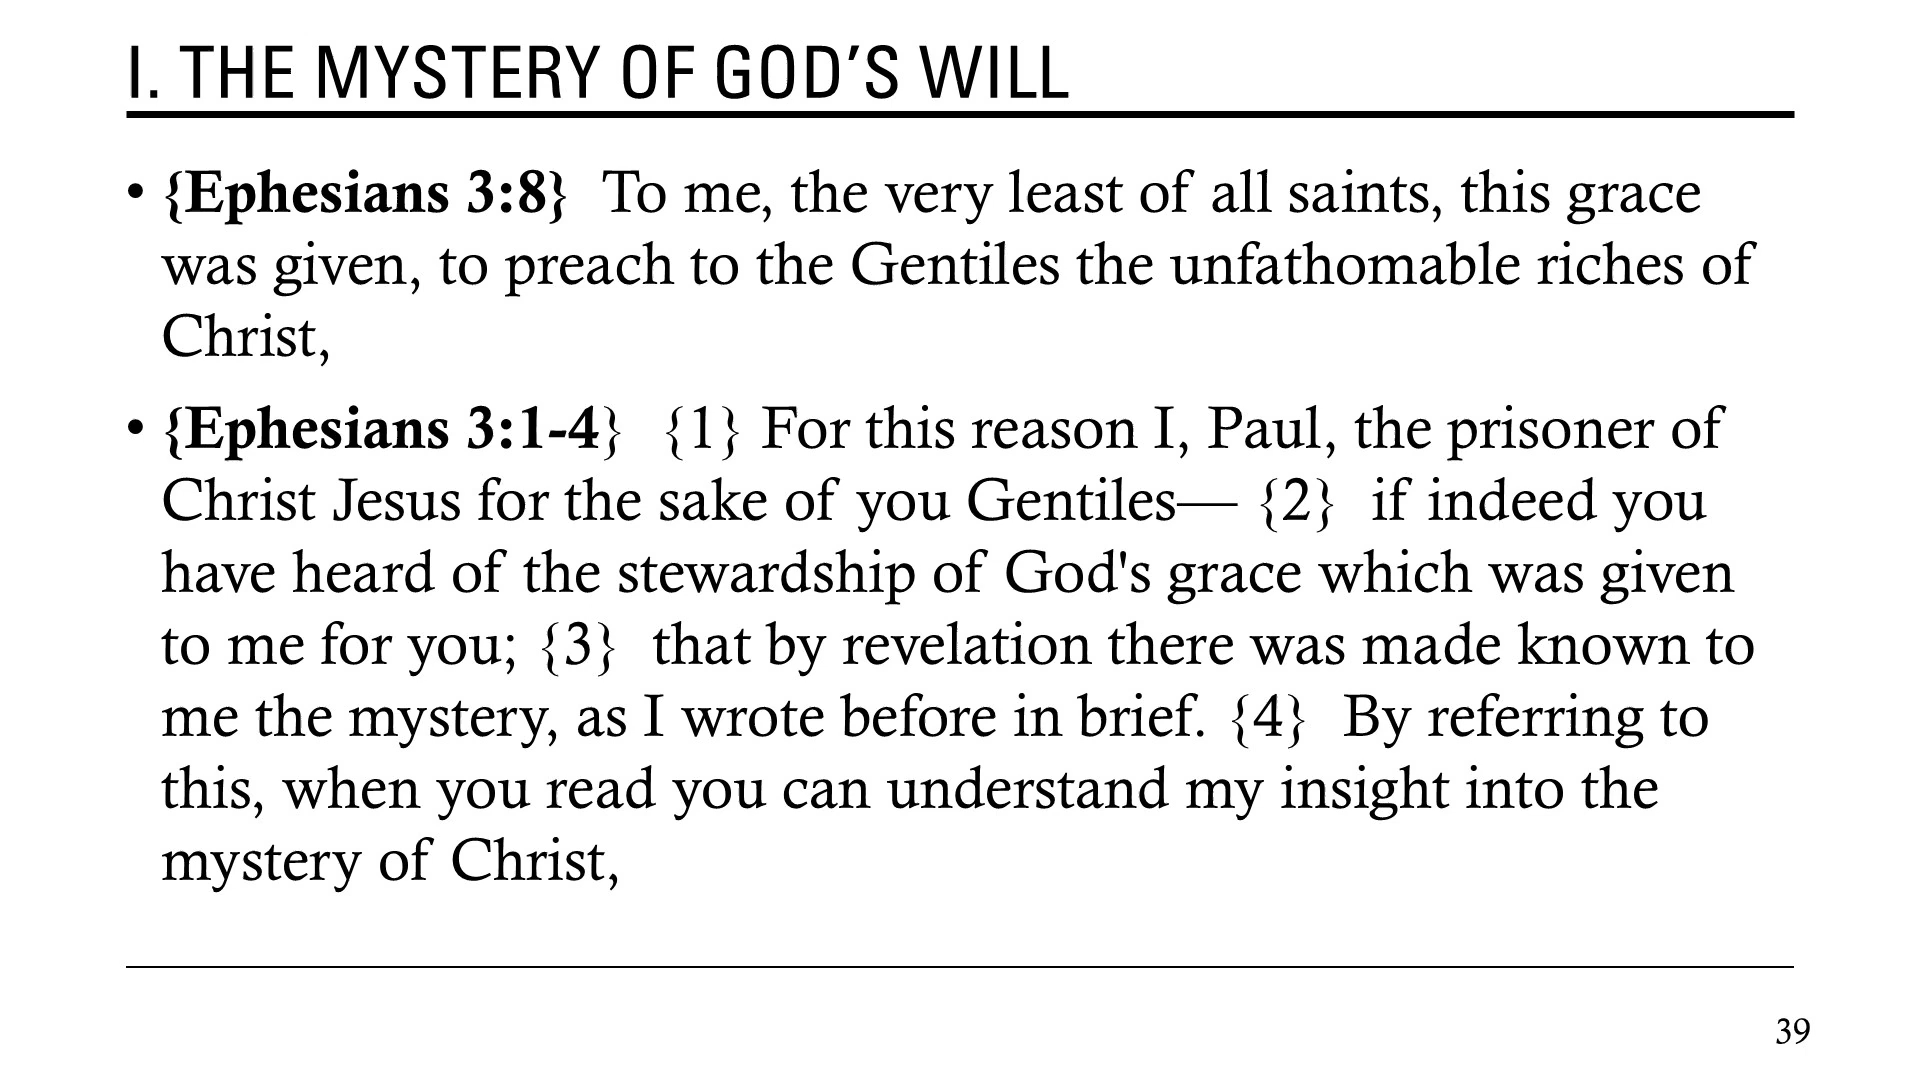 I. THE MYSTERY OF GOD’S WILL
• {Ephesians 3:8}  To me, the very least of all saints, this grace
was given, to preach to the Gentiles the unfathomable riches of
Christ,
• {Ephesians 3:1-4}  {1} For this reason I, Paul, the prisoner of
Christ Jesus for the sake of you Gentiles— {2}  if indeed you
have heard of the stewardship of God's grace which was given
to me for you; {3}  that by revelation there was made known to
me the mystery, as I wrote before in brief. {4}  By referring to
this, when you read you can understand my insight into the
mystery of Christ,
39